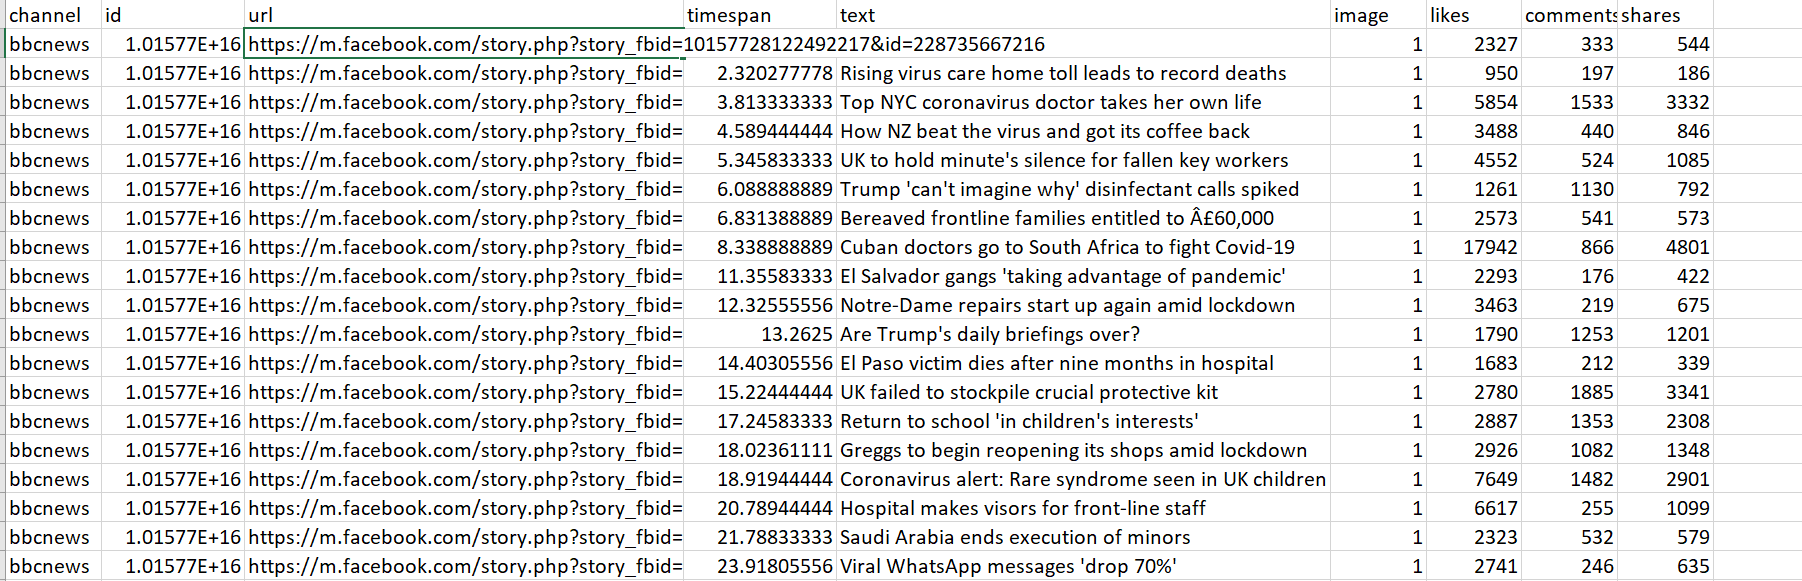 channel id url timespan text image likes comments shares
bbcnews 1.01577E+16 https://m.facebook.com/story.php?story_fbid=10157728122492217&id=228735667216 1 2327 333 544
bbcnews 1.01577E+16 https://m.facebook.com/story.php?story_fbid= 2.320277778 Rising virus care home toll leads to record deaths 1 950 197 186
bbcnews 1.01577E+16 https://m.facebook.com/story.php?story_fbid= 3.813333333 Top NYC coronavirus doctor takes her own life 1 5854 1533 3332
bbcnews 1.01577E+16 https://m.facebook.com/story.php?story_fbid= 4.589444444 How NZ beat the virus and got its coffee back 1 3488 440 846
bbcnews 1.01577E+16 https://m.facebook.com/story.php?story_fbid= 5.345833333 UK to hold minute's silence for fallen key workers 1 4552 524 1085
bbcnews 1.01577E+16 https://m.facebook.com/story.php?story_fbid= 6.088888889 Trump 'can't imagine why' disinfectant calls spiked 1 1261 1130 792
bbcnews 1.01577E+16 https://m.facebook.com/story.php?story_fbid= 6.831388889 Bereaved frontline families entitled to Â£60,000 1 2573 541 573
bbcnews 1.01577E+16 https://m.facebook.com/story.php?story_fbid= 8.338888889 Cuban doctors go to South Africa to fight Covid-19 1 17942 866 4801
bbcnews 1.01577E+16 https://m.facebook.com/story.php?story_fbid= 11.35583333 El Salvador gangs 'taking advantage of pandemic' 1 2293 176 422
bbcnews 1.01577E+16 https://m.facebook.com/story.php?story_fbid= 12.32555556 Notre-Dame repairs start up again amid lockdown 1 3463 219 675
bbcnews 1.01577E+16 https://m.facebook.com/story.php?story_fbid= 13.2625 Are Trump's daily briefings over? 1 1790 1253 1201
bbcnews 1.01577E+16 https://m.facebook.com/story.php?story_fbid= 14.40305556 El Paso victim dies after nine months in hospital 1 1683 212 339
bbcnews 1.01577E+16 https://m.facebook.com/story.php?story_fbid= 15.22444444 UK failed to stockpile crucial protective kit 1 2780 1885 3341
bbcnews 1.01577E+16 https://m.facebook.com/story.php?story_fbid= 17.24583333 Return to school 'in children's interests' 1 2887 1353 2308
bbcnews 1.01577E+16 https://m.facebook.com/story.php?story_fbid= 18.02361111 Greggs to begin reopening its shops amid lockdown 1 2926 1082 1348
bbcnews 1.01577E+16 https://m.facebook.com/story.php?story_fbid= 18.91944444 Coronavirus alert: Rare syndrome seen in UK children 1 7649 1482 2901
bbcnews 1.01577E+16 https://m.facebook.com/story.php?story_fbid= 20.78944444 Hospital makes visors for front-line staff 1 6617 255 1099
bbcnews 1.01577E+16 https://m.facebook.com/story.php?story_fbid= 21.78833333 Saudi Arabia ends execution of minors 1 2323 532 579
bbcnews 1.01577E+16 https://m.facebook.com/story.php?story_fbid= 23.91805556 Viral WhatsApp messages 'drop 70%' 1 2741 246 635